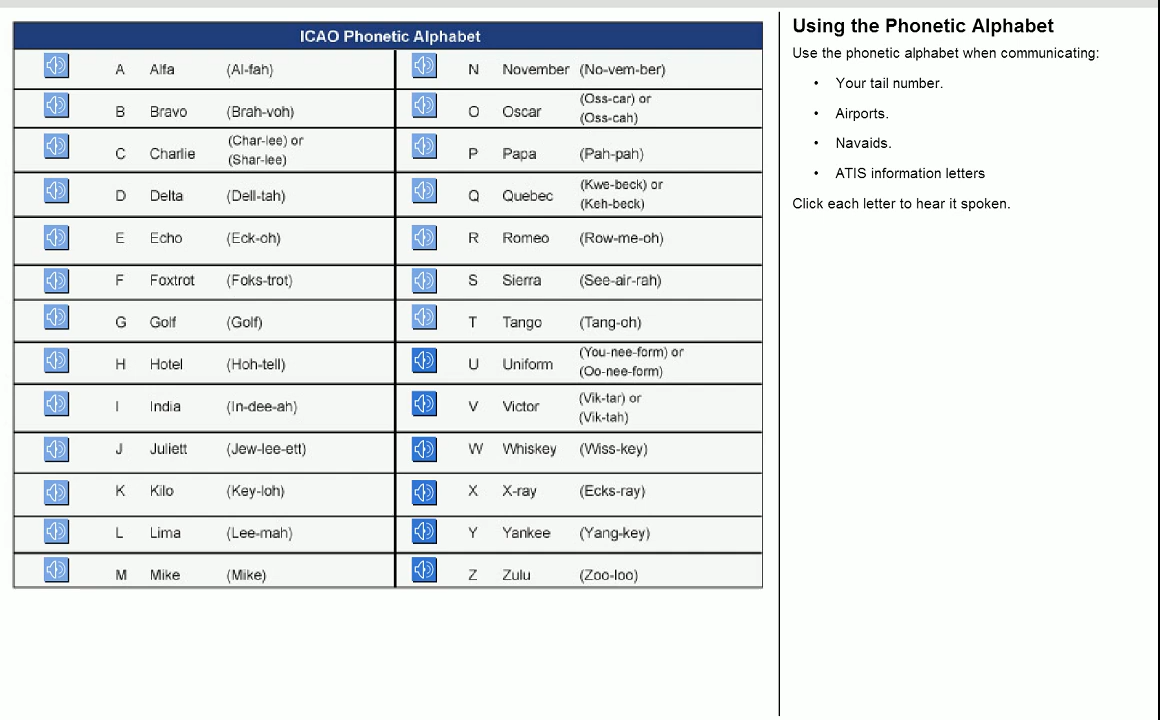 ICAO Phonetic Alphabet
A Alfa (Al-fah)
B Bravo (Brah-voh)
C Charlie (Char-lee) or (Shar-lee)
D Delta (Dell-tah)
E Echo (Eck-oh)
F Foxtrot (Foks-trot)
G Golf (Golf)
H Hotel (Hoh-tell)
I India (In-dee-ah)
J Juliett (Jew-lee-ett)
K Kilo (Key-loh)
L Lima (Lee-mah)
M Mike (Mike)
N November (No-vem-ber)
O Oscar (Oss-car) or (Oss-cah)
P Papa (Pah-pah)
Q Quebec (Kwe-beck) or (Keh-beck)
R Romeo (Row-me-oh)
S Sierra (See-air-rah)
T Tango (Tang-oh)
U Uniform (You-nee-form) or (Oo-nee-form)
V Victor (Vik-tar) or (Vik-tah)
W Whiskey (Wiss-key)
X X-ray (Ecks-ray)
Y Yankee (Yang-key)
Z Zulu (Zoo-loo)
Using the Phonetic Alphabet
Use the phonetic alphabet when communicating:
• Your tail number.
• Airports.
• Navaids.
• ATIS information letters
Click each letter to hear it spoken.